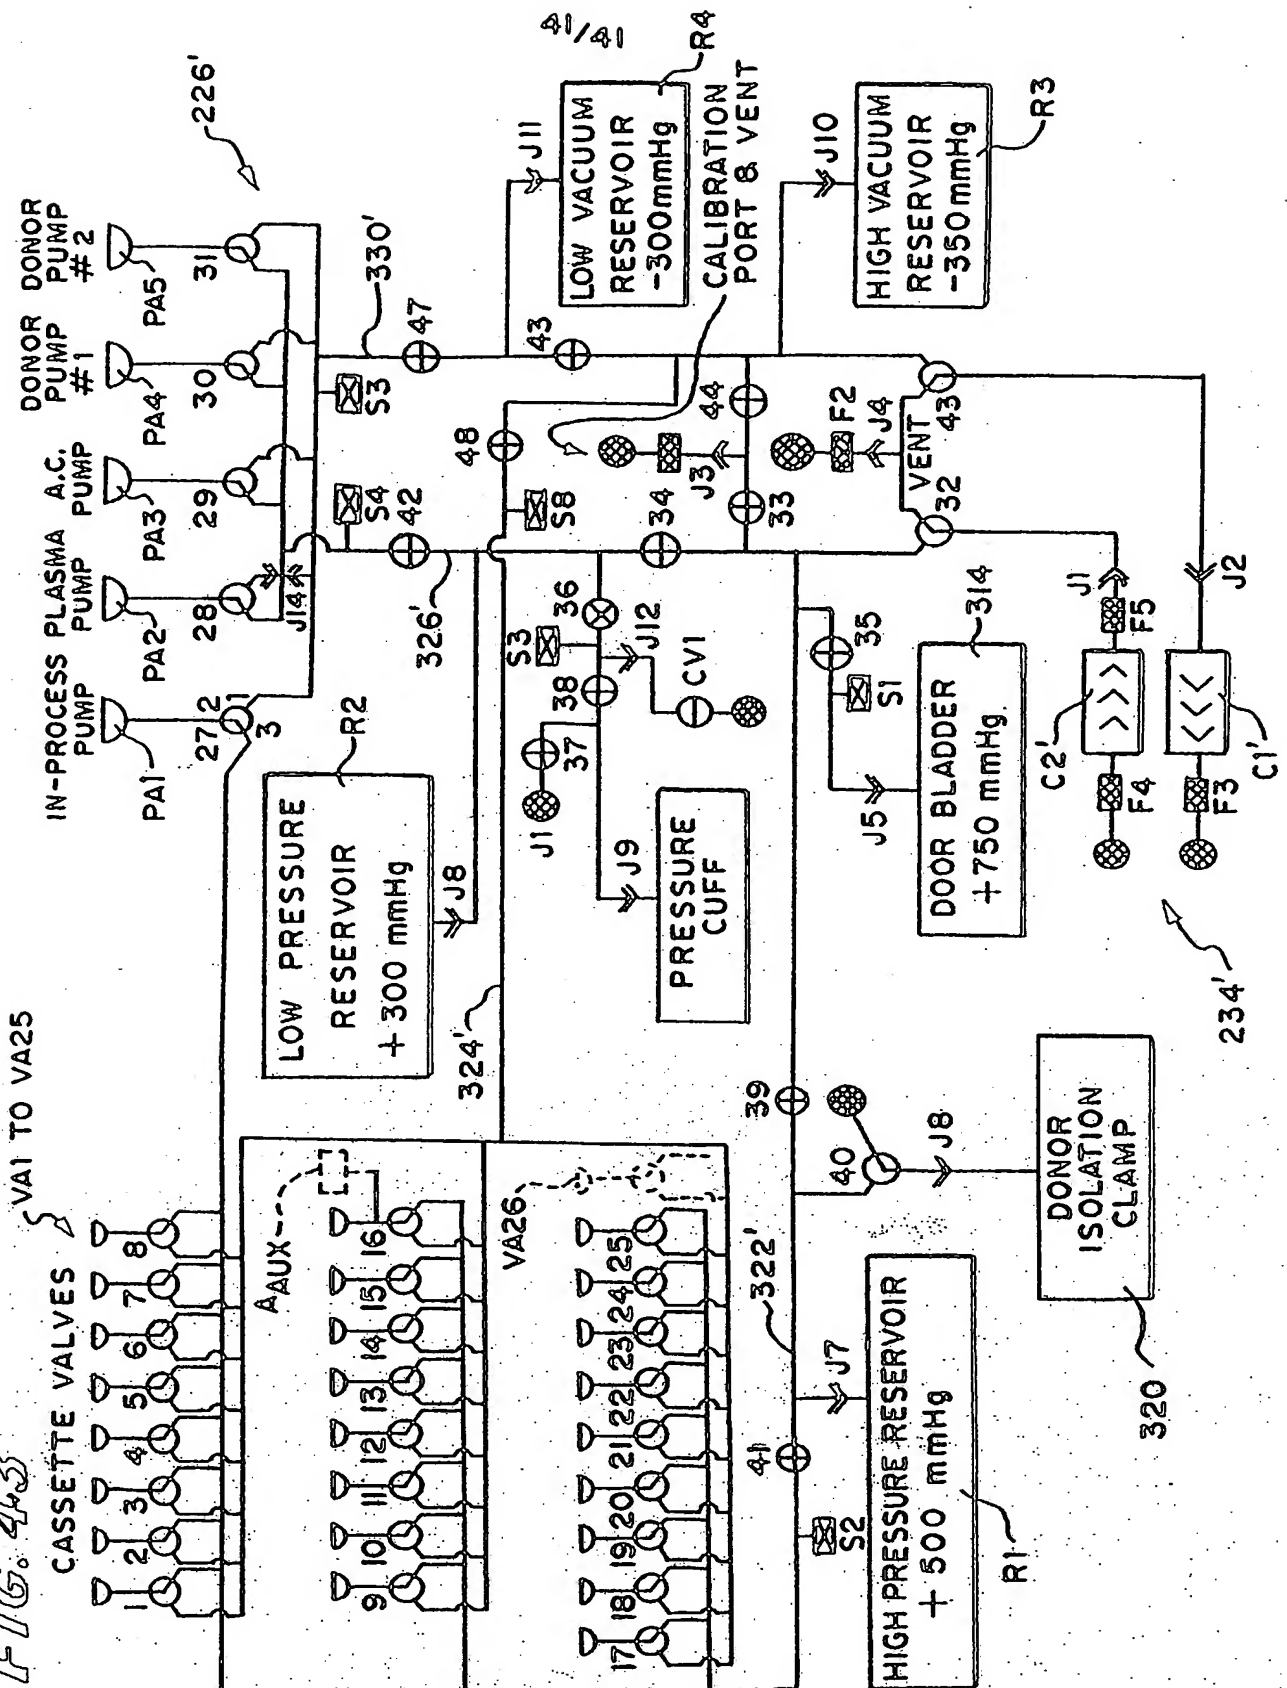 41/41
FIG. 43
CASSETTE VALVES
VA1 TO VA25
1
2
3
4
5
6
7
8
9
10
11
12
13
14
15
16
AAUX
17
18
19
20
21
22
23
24
25
VA26
IN-PROCESS
PUMP
PLASMA
PUMP
A.C.
PUMP
DONOR
PUMP
#1
DONOR
PUMP
#2
226'
PA1
PA2
PA3
PA4
PA5
27
2
1
3
28
29
30
31
J14
S4
S3
330'
42
47
326'
R2
LOW PRESSURE
RESERVOIR
+300 mmHg
J8
324'
48
S8
43
J11
LOW VACUUM
RESERVOIR
-300mmHg
R4
CALIBRATION
PORT & VENT
36
S3
38
J12
CV1
37
J1
J9
PRESSURE
CUFF
34
J3
33
44
F2
J4
VENT
32
43
J10
HIGH VACUUM
RESERVOIR
-350mmHg
R3
39
40
J8
DONOR
ISOLATION
CLAMP
320
35
S1
J5
DOOR BLADDER
+750 mmHg.
314
J1
F5
C2'
F4
J2
C1'
F3
234'
322'
41
S2
J7
HIGH PRESSURE RESERVOIR
+500 mmHg
R1